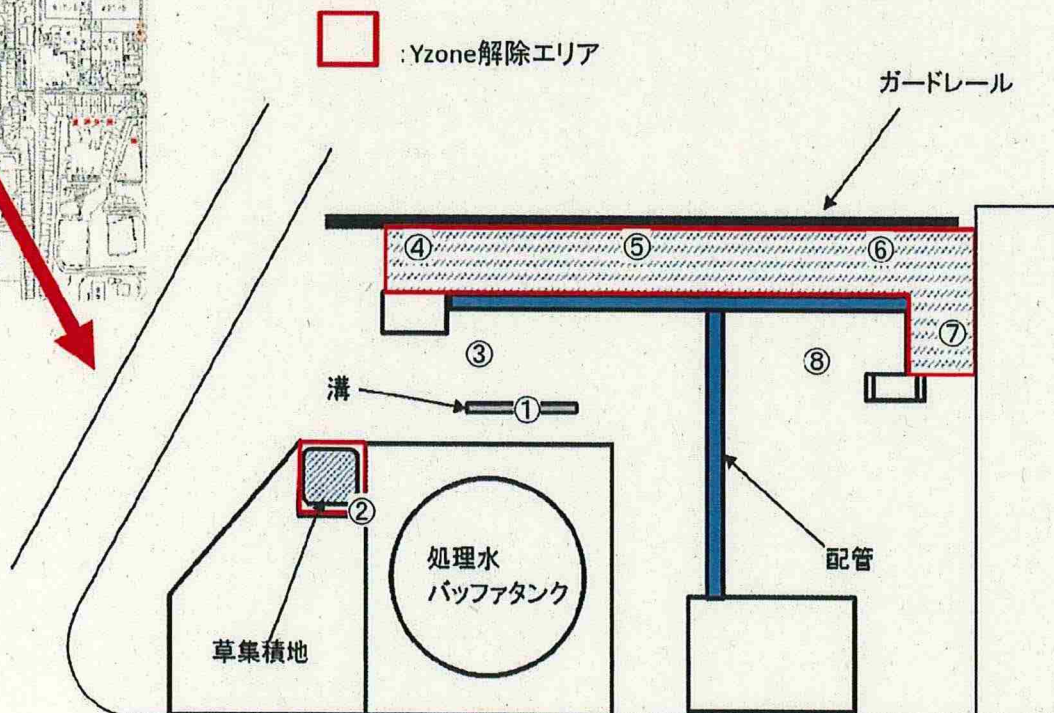 :Yzone解除エリア
ガードレール
④
⑤
⑥
⑦
③
⑧
溝
①
②
処理水
バッファタンク
配管
草集積地